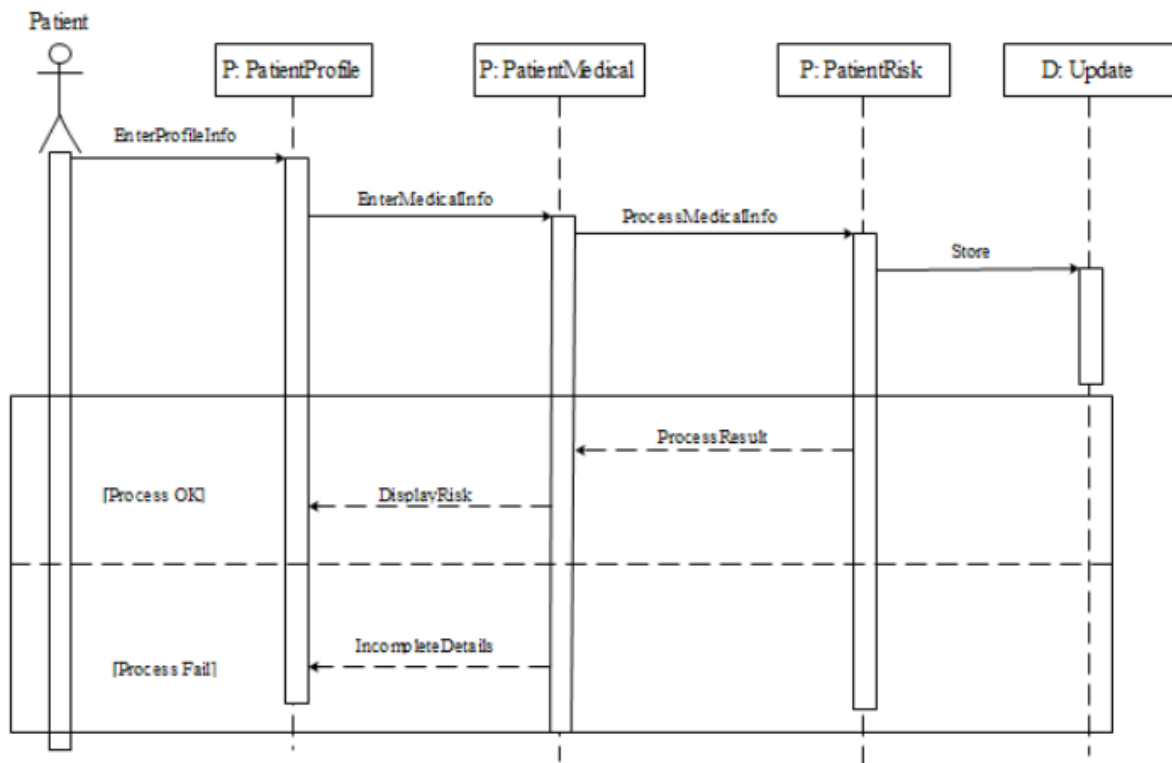 Patient
P: PatientProfile
P: PatientMedical
P: PatientRisk
D: Update
EnterProfileInfo
EnterMedicalInfo
ProcessMedicalInfo
Store
ProcessResult
[Process OK]
DisplayRisk
IncompleteDetails
[Process Fail]